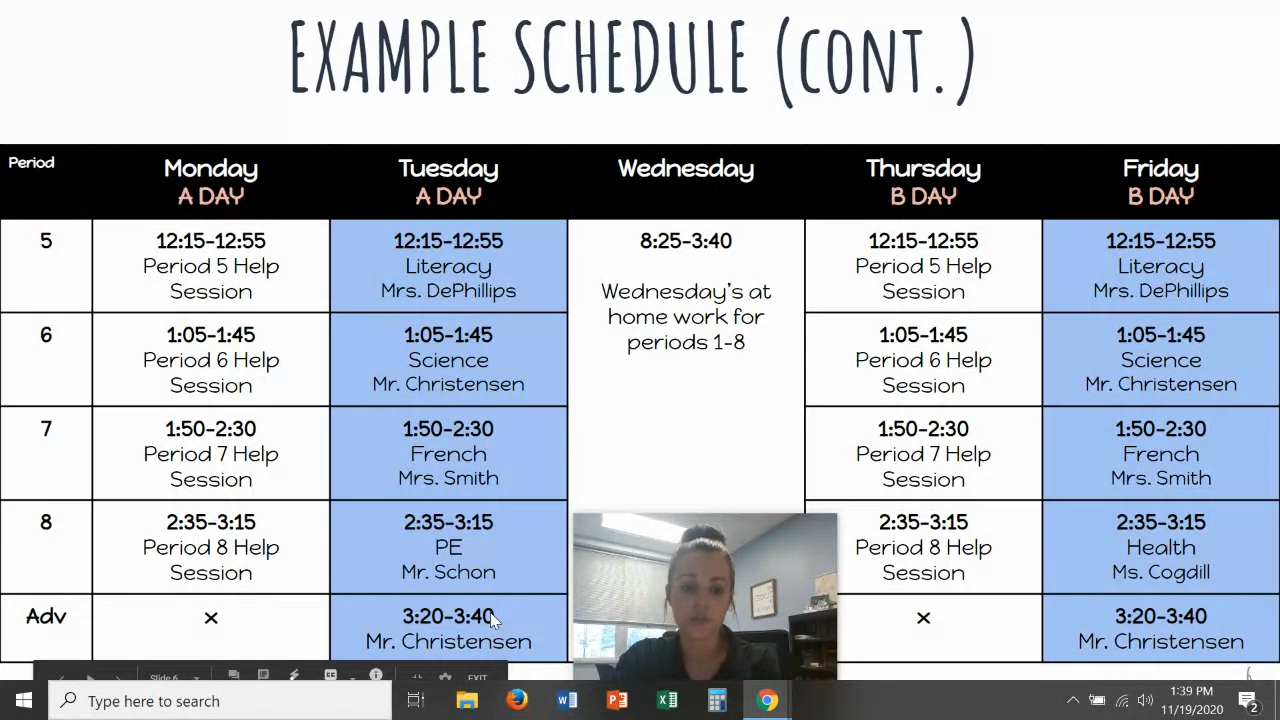 EXAMPLE SCHEDULE (CONT.)
Period
Monday
A DAY
Tuesday
A DAY
Wednesday
Thursday
B DAY
Friday
B DAY
5
12:15-12:55
Period 5 Help
Session
12:15-12:55
Literacy
Mrs. DePhillips
8:25-3:40
Wednesday's at
home work for
periods 1-8
12:15-12:55
Period 5 Help
Session
12:15-12:55
Literacy
Mrs. DePhillips
6
1:05-1:45
Period 6 Help
Session
1:05-1:45
Science
Mr. Christensen
1:05-1:45
Period 6 Help
Session
1:05-1:45
Science
Mr. Christensen
7
1:50-2:30
Period 7 Help
Session
1:50-2:30
French
Mrs. Smith
1:50-2:30
Period 7 Help
Session
1:50-2:30
French
Mrs. Smith
8
2:35-3:15
Period 8 Help
Session
2:35-3:15
PE
Mr. Schon
2:35-3:15
Period 8 Help
Session
2:35-3:15
Health
Ms. Cogdill
Adv
x
3:20-3:40
Mr. Christensen
x
3:20-3:40
Mr. Christensen
Slide 6
CC
EXIT
Type here to search
1:39 PM
11/19/2020
2